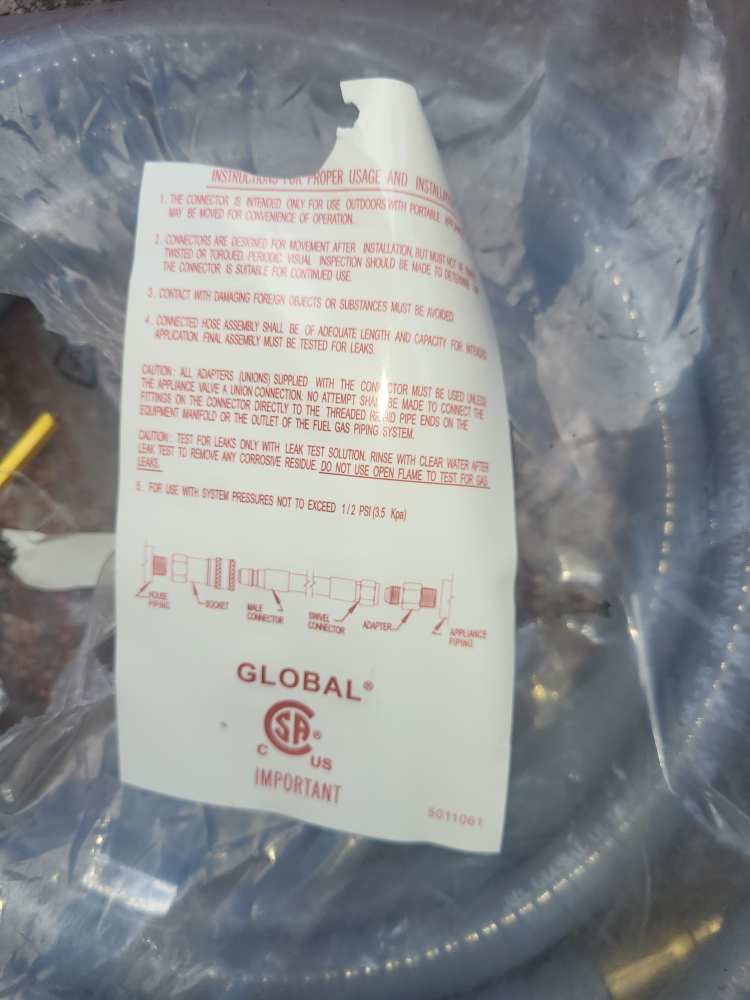 PROPER USAGE AND
1. THE CONNECTOR IS INTENDED ONLY FOR USE OUTDOORS WITH PORTABLE
MAY BE MOVED FOR CONVENIENCE OF OPERATION.
2. CONNECTORS ARE DESIGNED FOR MOVEMENT AFTER INSTALLATION, BUT MUST NOT BE
TWISTED OR TORQUED. PERIODIC VISUAL INSPECTION SHOULD BE MADE TO DETERMINE
THE CONNECTOR IS SUITABLE FOR CONTINUED USE.
3. CONTACT WITH DAMAGING FOREIGN OBJECTS OR SUBSTANCES MUST BE AVOIDED.
4. CONNECTED HOSE ASSEMBLY SHALL BE OF ADEQUATE LENGTH AND CAPACITY FOR INTENDED
APPLICATION. FINAL ASSEMBLY MUST BE TESTED FOR LEAKS.
CAUTION: ALL ADAPTERS (UNIONS) SUPPLIED WITH THE CONNECTOR MUST BE USED UNLESS
THE APPLIANCE VALVE A UNION CONNECTION. NO ATTEMPT SHALL BE MADE TO CONNECT THE
FITTINGS ON THE CONNECTOR DIRECTLY TO THE THREADED RIGID PIPE ENDS ON THE
EQUIPMENT MANIFOLD OR THE OUTLET OF THE FUEL GAS PIPING SYSTEM.
CAUTION: TEST FOR LEAKS ONLY WITH LEAK TEST SOLUTION. RINSE WITH CLEAR WATER AFTER
LEAK TEST TO REMOVE ANY CORROSIVE RESIDUE. DO NOT USE OPEN FLAME TO TEST FOR GAS
LEAKS.
5. FOR USE WITH SYSTEM PRESSURES NOT TO EXCEED 1/2 PSI (3.5 Kpa)
HOUSE PIPING
SOCKET
MALE CONNECTOR
SWIVEL CONNECTOR
ADAPTER
APPLIANCE PIPING
GLOBAL®
SA®
C US
IMPORTANT
5011061